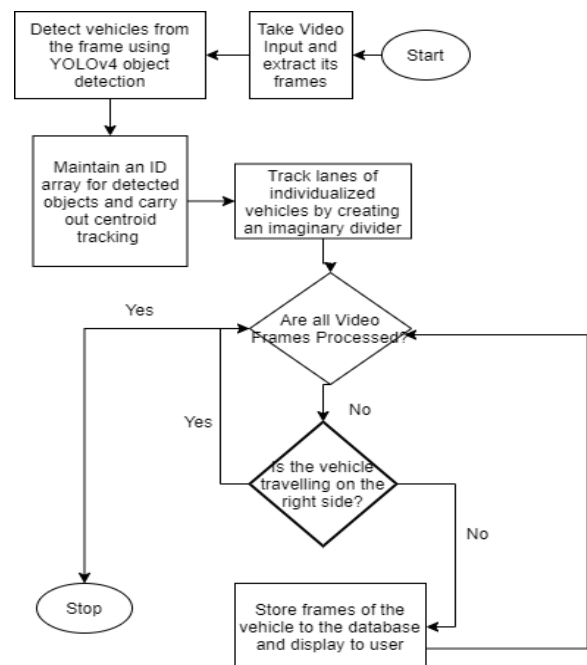 Start
Take Video
Input and
extract its
frames
Detect vehicles from
the frame using
YOLOv4 object
detection
Maintain an ID
array for detected
objects and carry
out centroid
tracking
Track lanes of
individualized
vehicles by creating
an imaginary divider
Are all Video
Frames Processed?
Yes
No
Is the vehicle
travelling on the
right side?
Yes
No
Store frames of the
vehicle to the database
and display to user
Stop